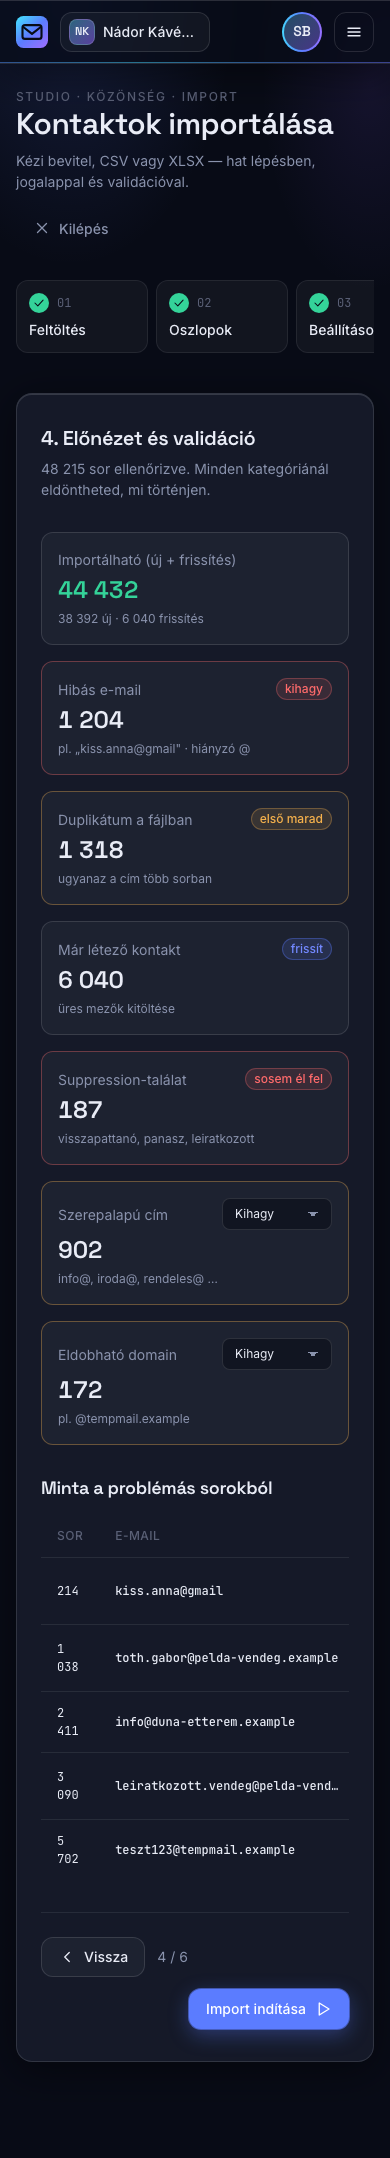 NK Nádor Kávé... SB
STUDIO · KÖZÖNSÉG · IMPORT
Kontaktok importálása
Kézi bevitel, CSV vagy XLSX — hat lépésben,
jogalappal és validációval.
Kilépés
01 02 03
Feltöltés Oszlopok Beállításo
4. Előnézet és validáció
48 215 sor ellenőrizve. Minden kategóriánál
eldöntheted, mi történjen.
Importálható (új + frissítés)
44 432
38 392 új · 6 040 frissítés
Hibás e-mail kihagy
1 204
pl. „kiss.anna@gmail" · hiányzó @
Duplikátum a fájlban első marad
1 318
ugyanaz a cím több sorban
Már létező kontakt frissít
6 040
üres mezők kitöltése
Suppression-találat sosem él fel
187
visszapattanó, panasz, leiratkozott
Szerepalapú cím Kihagy
902
info@, iroda@, rendeles@ ...
Eldobható domain Kihagy
172
pl. @tempmail.example
Minta a problémás sorokból
SOR E-MAIL
214 kiss.anna@gmail
1
038 toth.gabor@pelda-vendeg.example
2
411 info@duna-etterem.example
3
090 leiratkozott.vendeg@pelda-vend…
5
702 teszt123@tempmail.example
Vissza 4 / 6
Import indítása